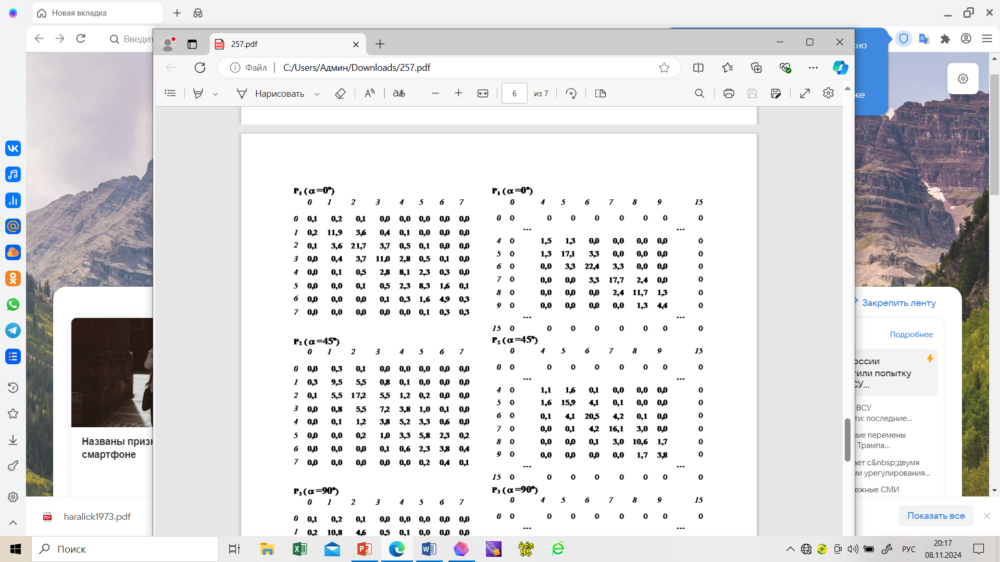 Новая вкладка
257.pdf
Введит
жно
Файл
C:/Users/Админ/Downloads/257.pdf
Нарисовать
6
из 7
же
P₁ (α=0°)
0 1 2 3 4 5 6 7
0 0,1 0,2 0,1 0,0 0,0 0,0 0,0 0,0
1 0,2 11,9 3,6 0,4 0,1 0,0 0,0 0,0
2 0,1 3,6 21,7 3,7 0,5 0,1 0,0 0,0
3 0,0 0,4 3,7 11,0 2,8 0,5 0,1 0,0
4 0,0 0,1 0,5 2,8 8,1 2,3 0,3 0,0
5 0,0 0,0 0,1 0,5 2,3 8,3 1,6 0,1
6 0,0 0,0 0,0 0,1 0,3 1,6 4,9 0,3
7 0,0 0,0 0,0 0,0 0,0 0,1 0,3 0,3
P₂ (α=45°)
0 1 2 3 4 5 6 7
0 0,0 0,3 0,1 0,0 0,0 0,0 0,0 0,0
1 0,3 9,5 5,5 0,8 0,1 0,0 0,0 0,0
2 0,1 5,5 17,2 5,5 1,2 0,2 0,0 0,0
3 0,0 0,8 5,5 7,2 3,8 1,0 0,1 0,0
4 0,0 0,1 1,2 3,8 5,2 3,3 0,6 0,0
5 0,0 0,0 0,2 1,0 3,3 5,8 2,3 0,2
6 0,0 0,0 0,0 0,1 0,6 2,3 3,8 0,4
7 0,0 0,0 0,0 0,0 0,0 0,2 0,4 0,1
P₃ (α=90°)
0 1 2 3 4 5 6 7
0 0,1 0,2 0,1 0,0 0,0 0,0 0,0 0,0
1 0,2 10,8 4,6 0,5 0,1 0,0 0,0 0,0
P₁ (α=0°)
0 4 5 6 7 8 9 15
0 0 0 0 0 0 0 0 0
... ...
4 0 1,5 1,3 0,0 0,0 0,0 0,0 0
5 0 1,3 17,1 3,3 0,0 0,0 0,0 0
6 0 0,0 3,3 22,4 3,3 0,0 0,0 0
7 0 0,0 0,0 3,3 17,7 2,4 0,0 0
8 0 0,0 0,0 0,0 2,4 11,7 1,3 0
9 0 0,0 0,0 0,0 0,0 1,3 4,4 0
... ...
15 0 0 0 0 0 0 0 0
P₂ (α=45°)
0 4 5 6 7 8 9 15
0 0 0 0 0 0 0 0 0
... ...
4 0 1,1 1,6 0,1 0,0 0,0 0,0 0
5 0 1,6 15,9 4,1 0,1 0,0 0,0 0
6 0 0,1 4,1 20,5 4,2 0,1 0,0 0
7 0 0,0 0,1 4,2 16,1 3,0 0,0 0
8 0 0,0 0,0 0,1 3,0 10,6 1,7 0
9 0 0,0 0,0 0,0 0,0 1,7 3,8 0
... ...
15 0 0 0 0 0 0 0 0
P₃ (α=90°)
0 4 5 6 7 8 9 15
0 0 0 0 0 0 0 0 0
... ...
Закрепить ленту
Подробнее
оссии
тили попытку
СУ...
ВСУ
ти: последние...
ые перемены
Трампа...
ает с&nbsp;двумя
ми урегулирования...
ежные СМИ
Названы призн
смартфоне
haralick1973.pdf
Показать все
Поиск
Ada
95
РУС
20:17
08.11.2024